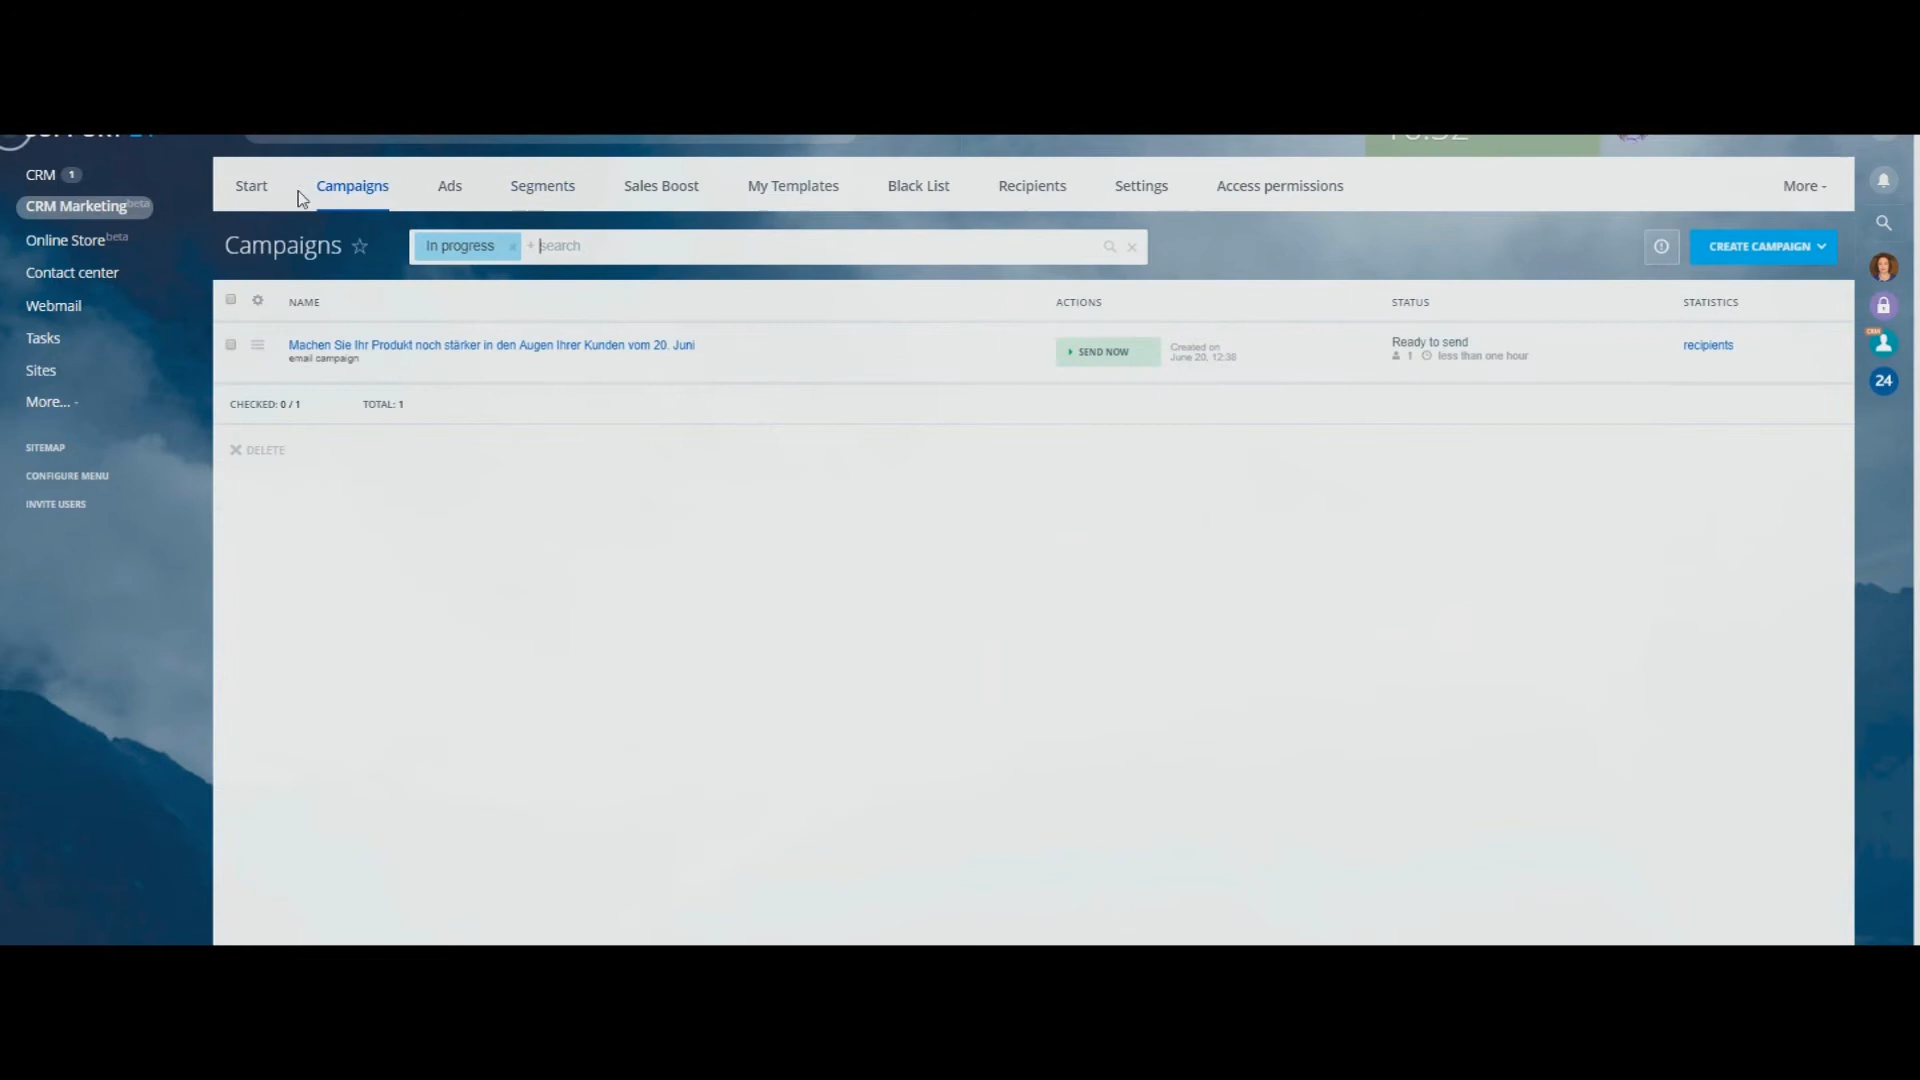 CRM 1
CRM Marketing beta
Online Store beta
Contact center
Webmail
Tasks
Sites
More... -
SITEMAP
CONFIGURE MENU
INVITE USERS
Start Campaigns Ads Segments Sales Boost My Templates Black List Recipients Settings Access permissions More -
Campaigns In progress × + search CREATE CAMPAIGN
NAME ACTIONS STATUS STATISTICS
Machen Sie Ihr Produkt noch stärker in den Augen Ihrer Kunden vom 20. Juni
email campaign
SEND NOW
Created on
June 20, 12:38
Ready to send
1 less than one hour
recipients
CHECKED: 0 / 1 TOTAL: 1
DELETE
CRM
24